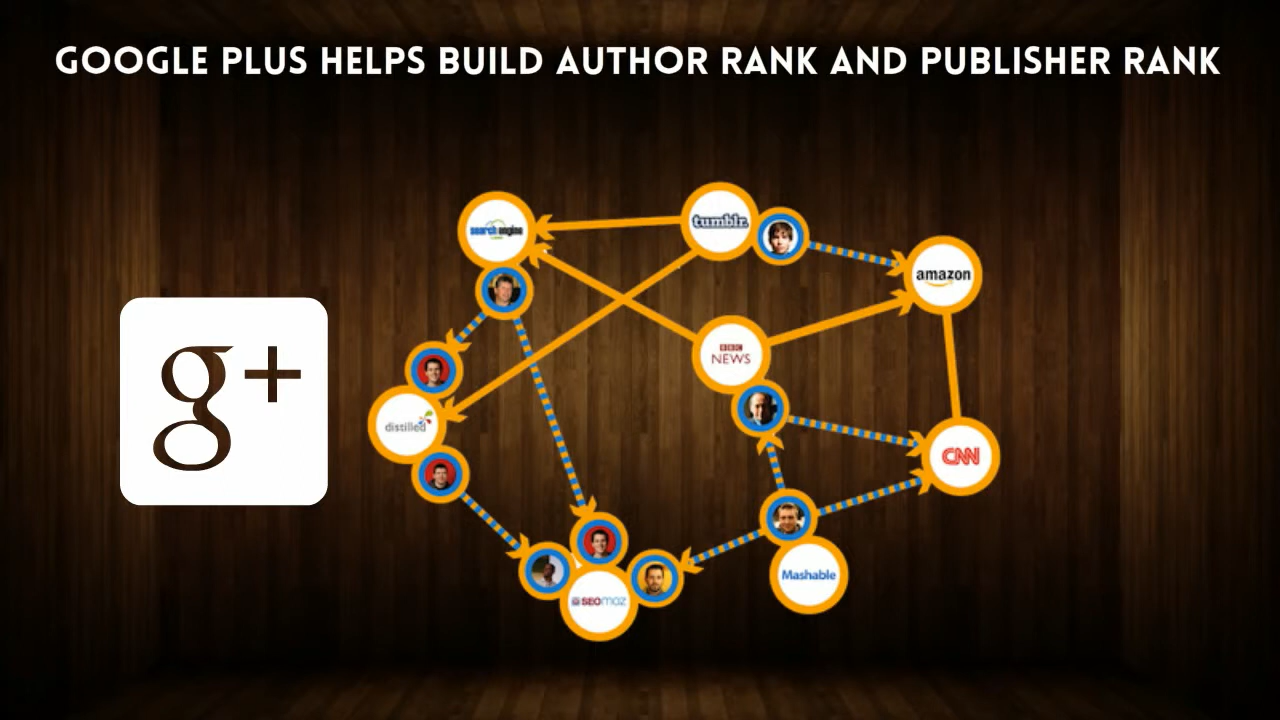 GOOGLE PLUS HELPS BUILD AUTHOR RANK AND PUBLISHER RANK
search engine
tumblr.
amazon
g+
BBC
NEWS
distilled
CNN
Mashable
SEOmoz